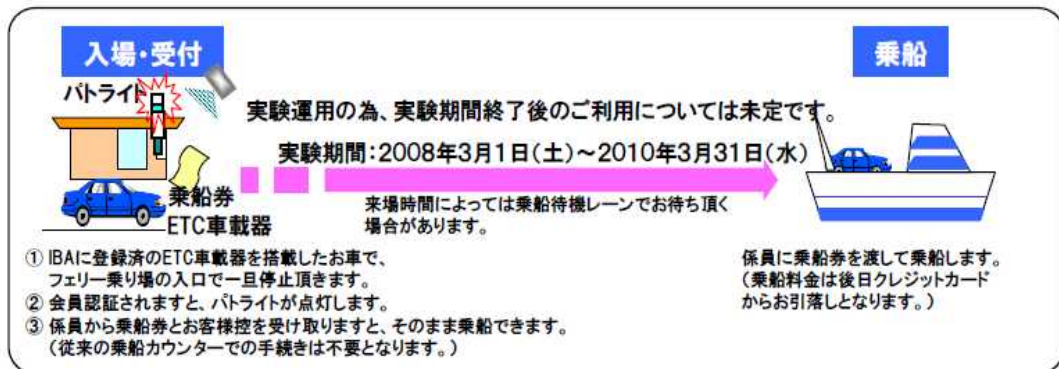 入場・受付
乗船
パトライト
実験運用の為、実験期間終了後のご利用については未定です。
実験期間：2008年3月1日（土）～2010年3月31日（水）
乗船券
ETC車載器
来場時間によっては乗船待機レーンでお待ち頂く
場合があります。
① IBAに登録済のETC車載器を搭載したお車で、
フェリー乗り場の入口で一旦停止頂きます。
② 会員認証されますと、パトライトが点灯します。
③ 係員から乗船券とお客様控を受け取りますと、そのまま乗船できます。
（従来の乗船カウンターでの手続きは不要となります。）
係員に乗船券を渡して乗船します。
（乗船料金は後日クレジットカード
からお引落しとなります。）